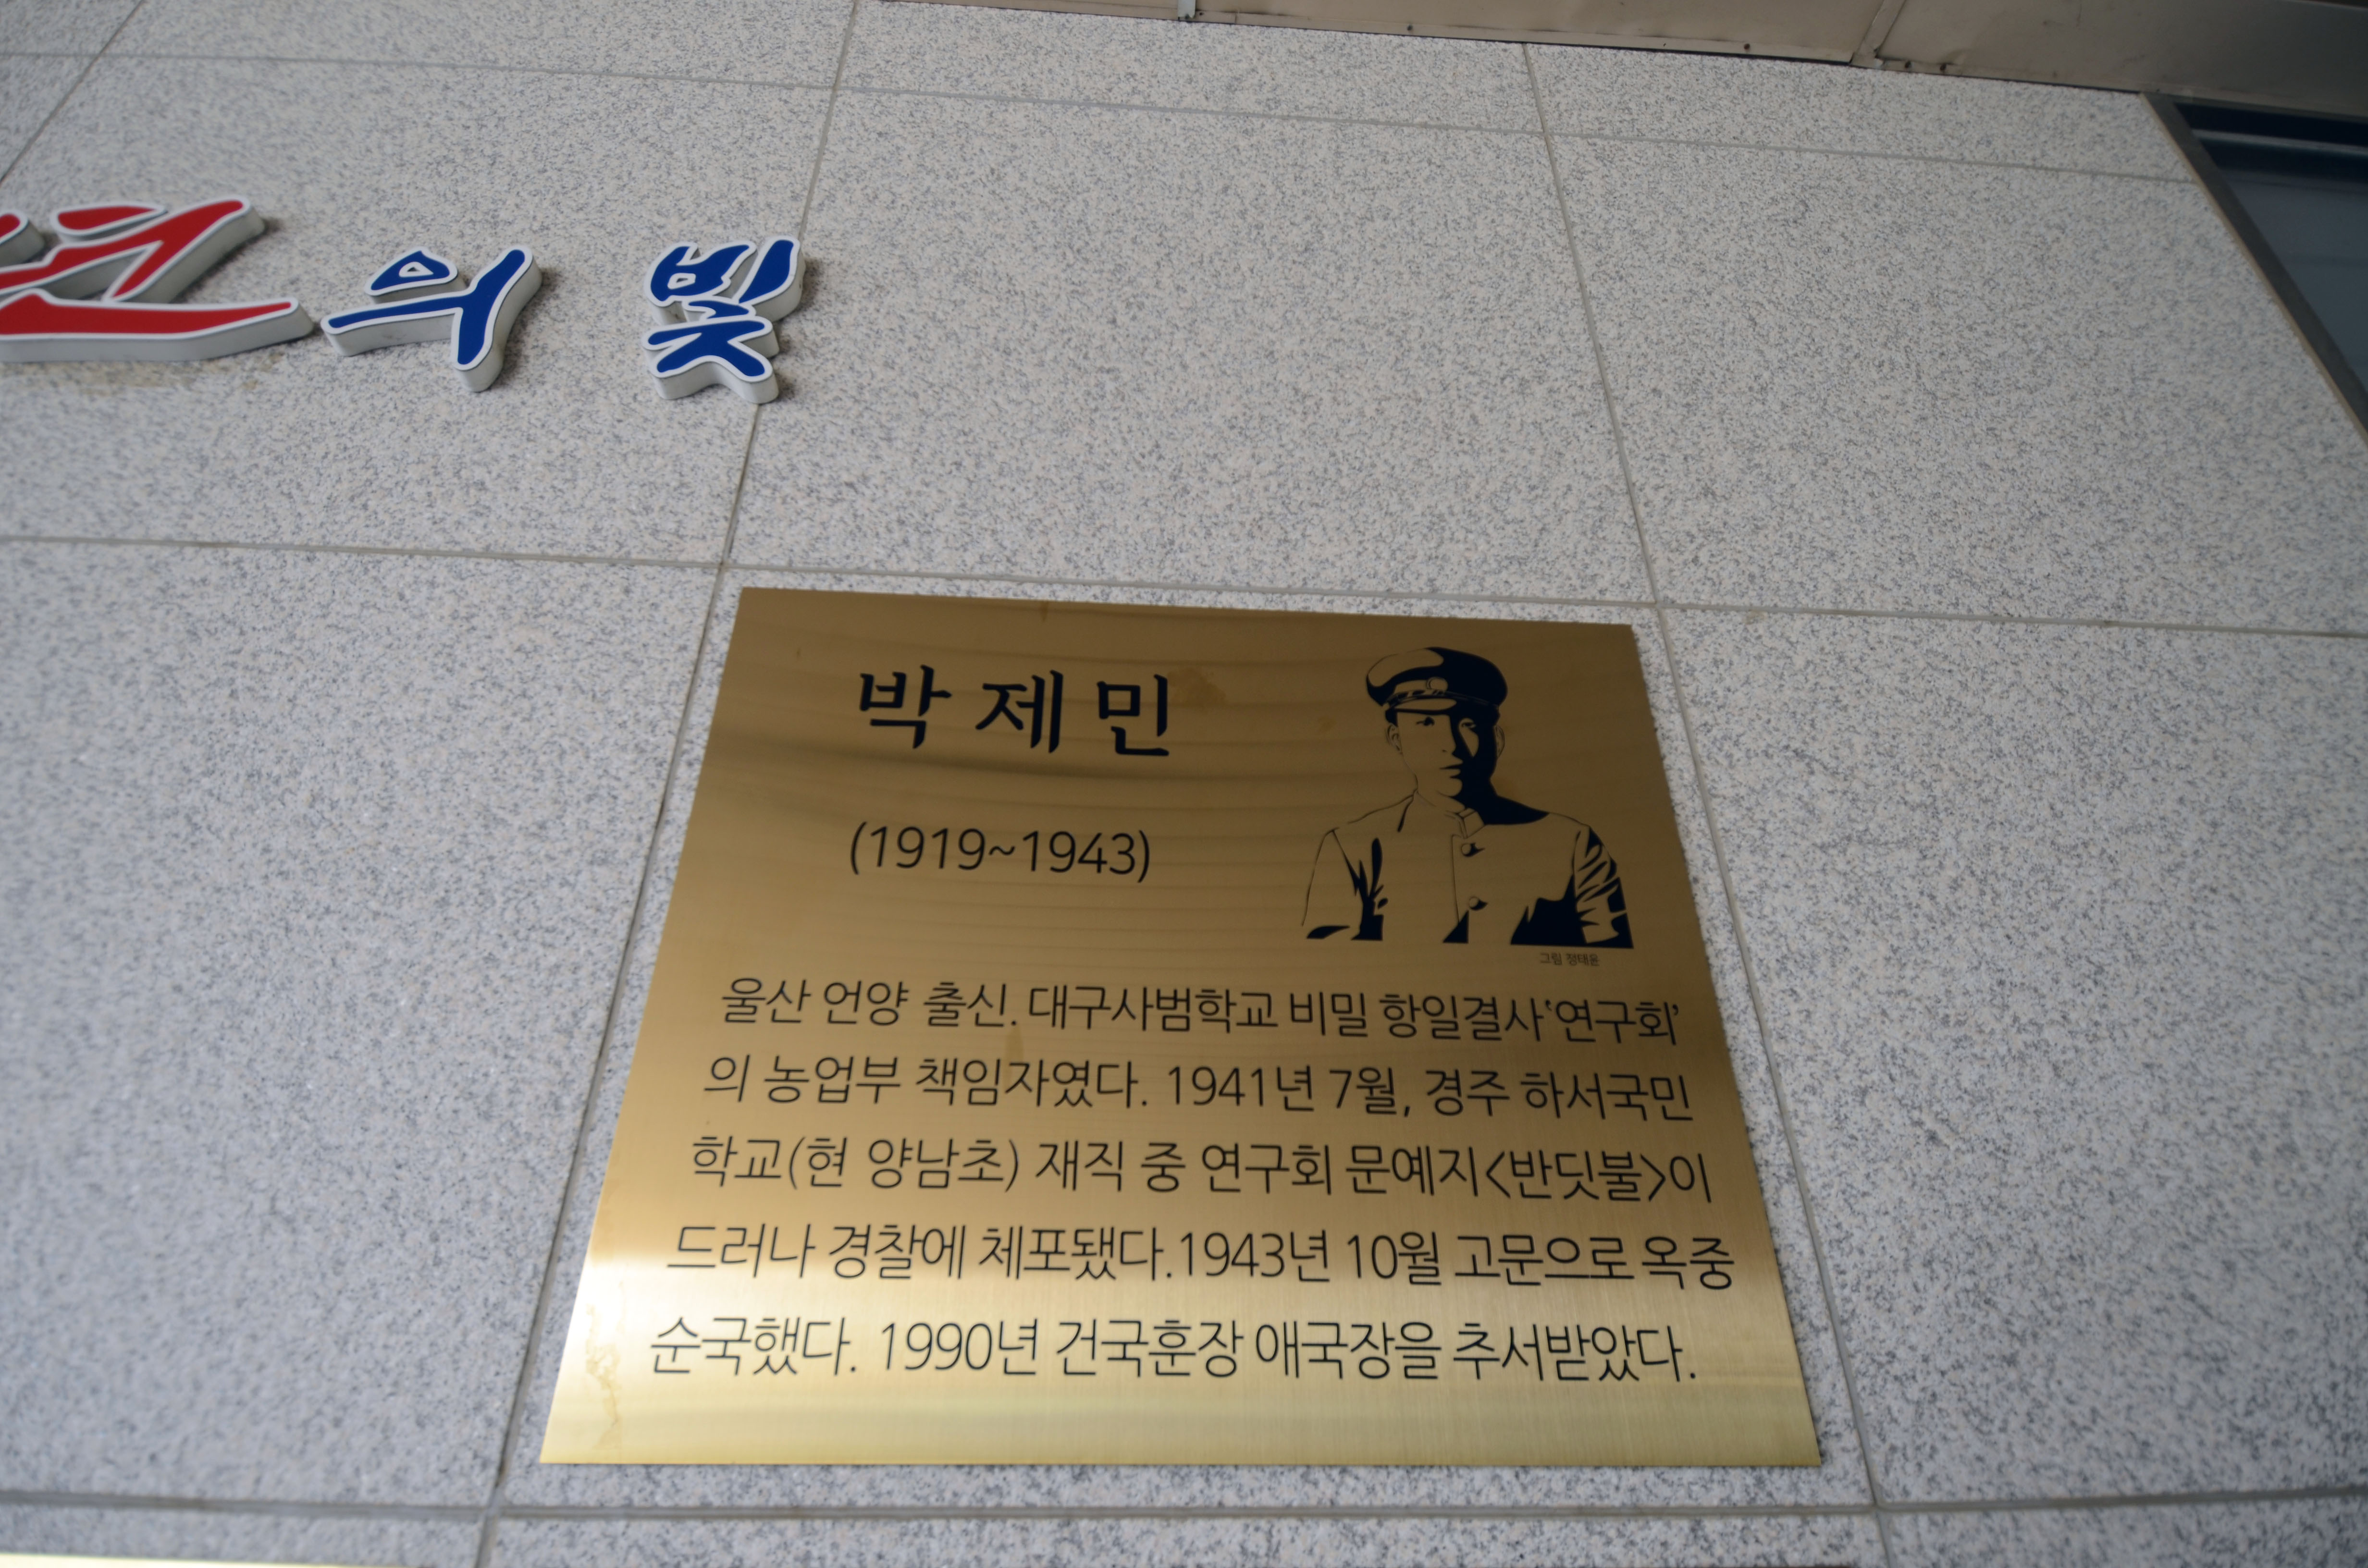 의 빛
박제민
(1919~1943)
그림 정태윤
울산 언양 출신. 대구사범학교 비밀 항일결사‘연구회’
의 농업부 책임자였다. 1941년 7월, 경주 하서국민
학교(현 양남초) 재직 중 연구회 문예지<반딧불>이
드러나 경찰에 체포됐다.1943년 10월 고문으로 옥중
순국했다. 1990년 건국훈장 애국장을 추서받았다.